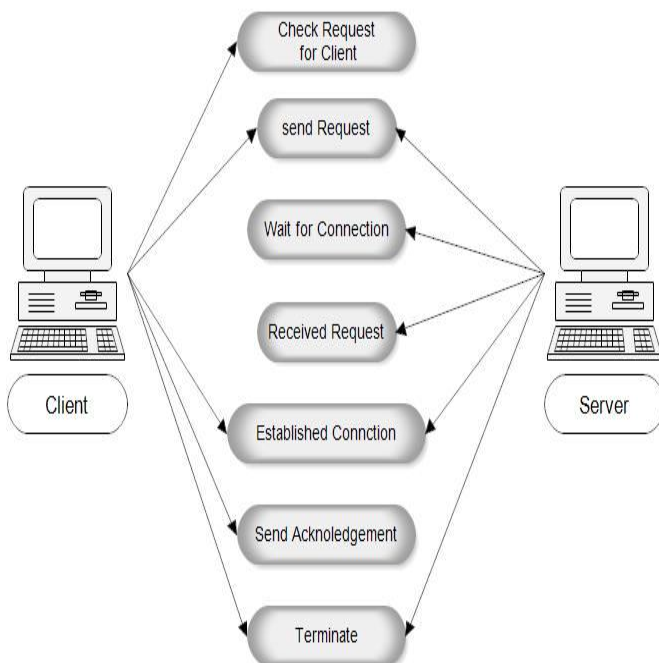 Check Request
for Client
send Request
Wait for Connection
Received Request
Client
Server
Established Connction
Send Acknoledgement
Terminate